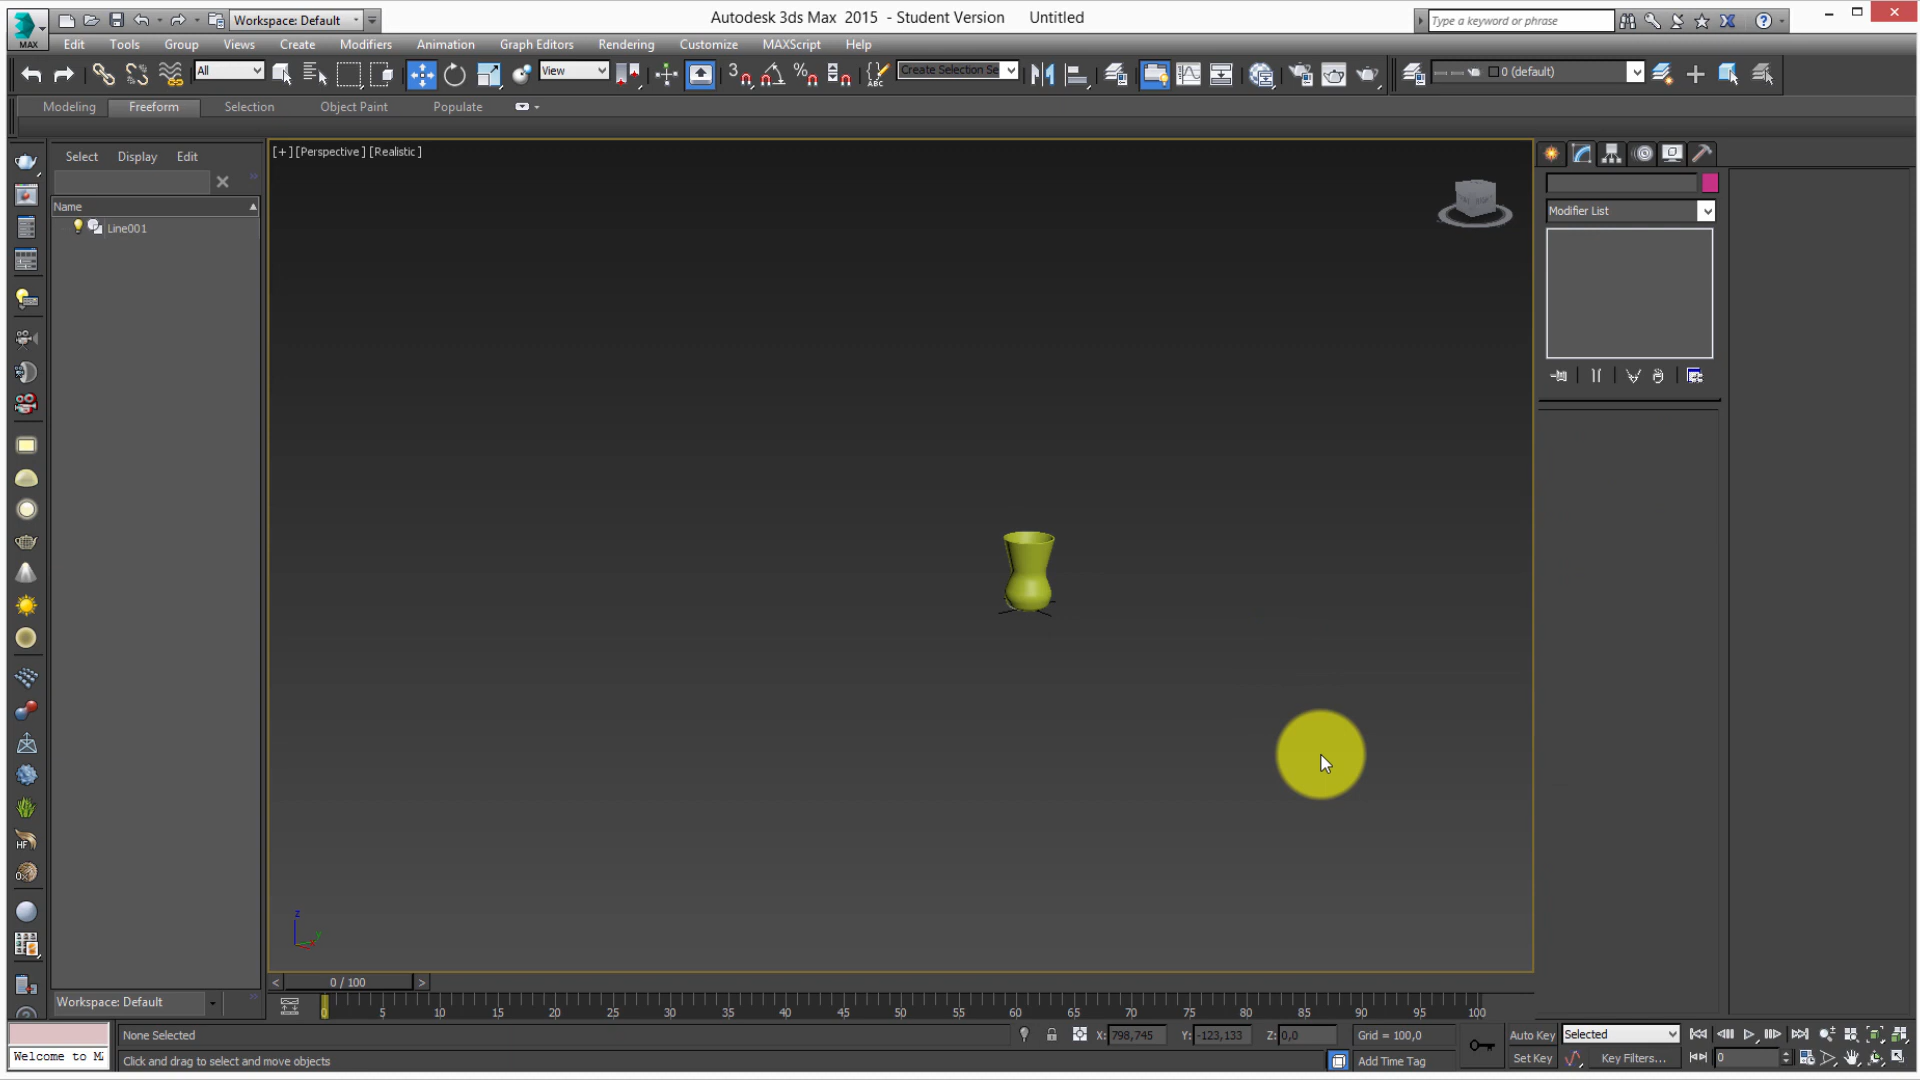 Autodesk 3ds Max 2015 - Student Version Untitled
Workspace: Default
Type a keyword or phrase
MAX
Edit Tools Group Views Create Modifiers Animation Graph Editors Rendering Customize MAXScript Help
All View Create Selection Se 0 (default)
Modeling Freeform Selection Object Paint Populate
Select Display Edit
Name
Line001
[+] [Perspective] [Realistic]
Modifier List
z
0 / 100
Workspace: Default
0 5 10 15 20 25 30 35 40 45 50 55 60 65 70 75 80 85 90 95 100
None Selected X: 798,745 Y: -123,133 Z: 0,0 Grid = 100,0 Auto Key Selected
Welcome to M Click and drag to select and move objects Add Time Tag Set Key Key Filters... 0